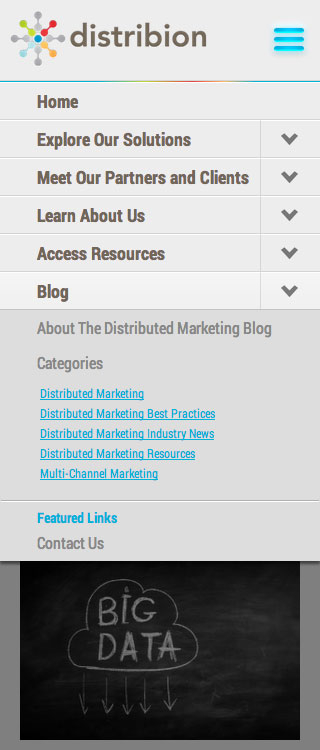 distribion
Home
Explore Our Solutions
Meet Our Partners and Clients
Learn About Us
Access Resources
Blog
About The Distributed Marketing Blog
Categories
Distributed Marketing
Distributed Marketing Best Practices
Distributed Marketing Industry News
Distributed Marketing Resources
Multi-Channel Marketing
Featured Links
Contact Us
BIG
DATA